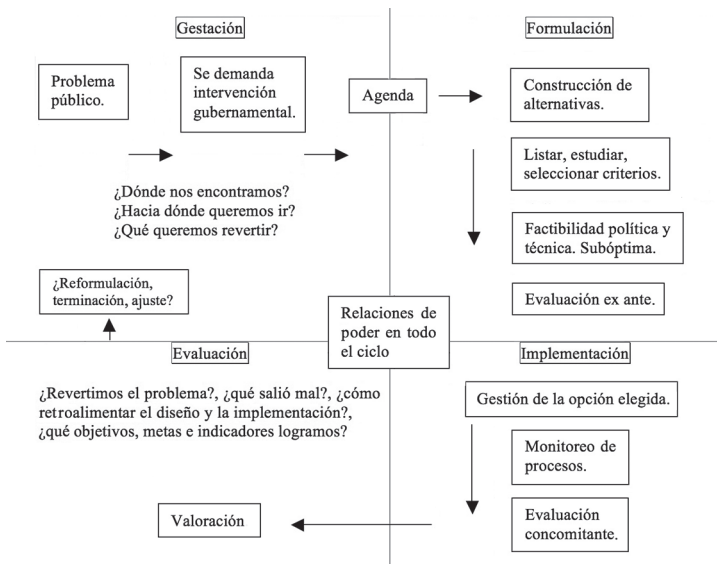 Gestación
Problema
público.
Se demanda
intervención
gubernamental.
Agenda
¿Dónde nos encontramos?
¿Hacia dónde queremos ir?
¿Qué queremos revertir?
Formulación
Construcción de
alternativas.
Listar, estudiar,
seleccionar criterios.
Factibilidad política y
técnica. Subóptima.
Evaluación ex ante.
Relaciones de
poder en todo
el ciclo
Implementación
Gestión de la opción elegida.
Monitoreo de
procesos.
Evaluación
concomitante.
Evaluación
¿Revertimos el problema?, ¿qué salió mal?, ¿cómo
retroalimentar el diseño y la implementación?,
¿qué objetivos, metas e indicadores logramos?
Valoración
¿Reformulación,
terminación, ajuste?